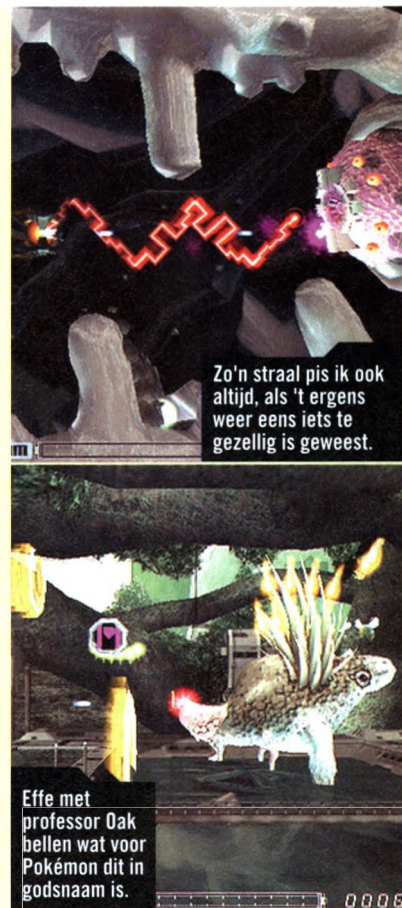 Zo'n straal pis ik ook
altijd, als 't ergens
weer eens iets te
gezellig is geweest.
Effe met
professor Oak
bellen wat voor
Pokémon dit in
godsnaam is.